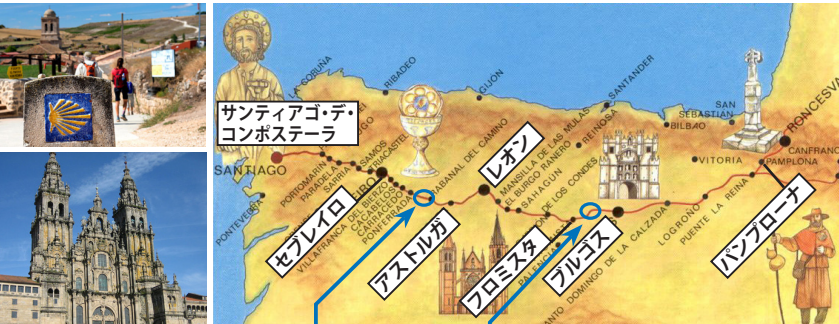 サンティアゴ・デ・
コンポステーラ
SANTIAGO
LA CORUÑA
RIBADEO
GIJON
SANTANDER
SAN
SEBASTIAN
BILBAO
VITORIA
RONCESVA
CANFRANC
PAMPLONA
PUENTE LA REINA
LOGROÑO
SANTO DOMINGO DE LA CALZADA
PONTEVEDRA
PORTOMARIN
PARADELA
SARRIA
SAMOS
TRIACASTEL
セブレイロ
VILLAFRANCA DEL BIERZO
CACABELOS
CARRACEDO
PONFERRADA
RABANAL DEL CAMINO
アストルガ
レオン
MANSILLA DE LAS MULAS
EL BURGO RANERO
SAHAGUN
REINOSA
ON DE LOS CONDES
フロミスタ
PALENCIA
ブルゴス
パンプローナ